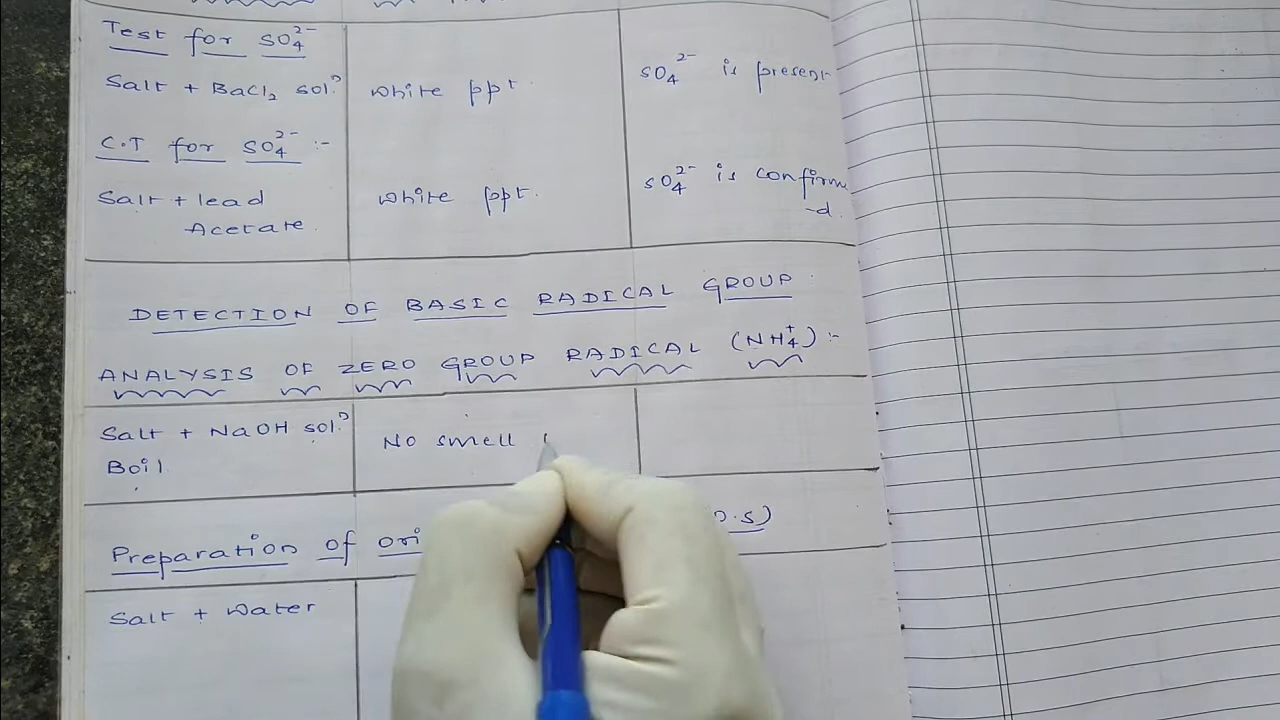 Test for SO₄²⁻
Salt + BaCl₂ solⁿ
white ppt.
SO₄²⁻ is present
C.T for SO₄²⁻ :-
Salt + lead
Acetate.
white ppt.
SO₄²⁻ is confirm
-d.
DETECTION OF BASIC RADICAL GROUP
ANALYSIS OF ZERO GROUP RADICAL (NH₄⁺) :-
Salt + NaOH solⁿ.
Boil
No smell
Preparation of
Salt + water